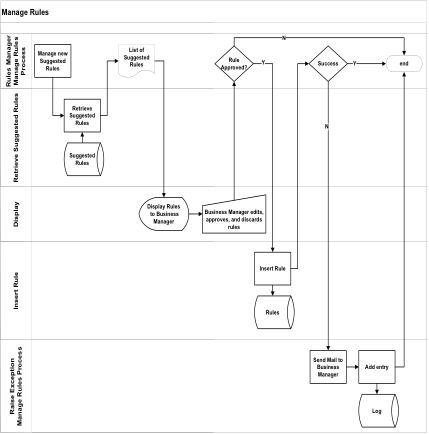 Manage Rules
Rules Manager
Manage Rules
Process
Manage new
Suggested
Rules
List of
Suggested
Rules
Rule
Approved?
N
Y
Success
Y
end
N
Retrieve Suggested Rules
Retrieve
Suggested
Rules
Suggested
Rules
Display
Display Rules
to Business
Manager
Business Manager edits,
approves, and discards
rules
Insert Rule
Insert Rule
Rules
Raise Exception
Manage Rules Process
Send Mail to
Business
Manager
Add entry
Log